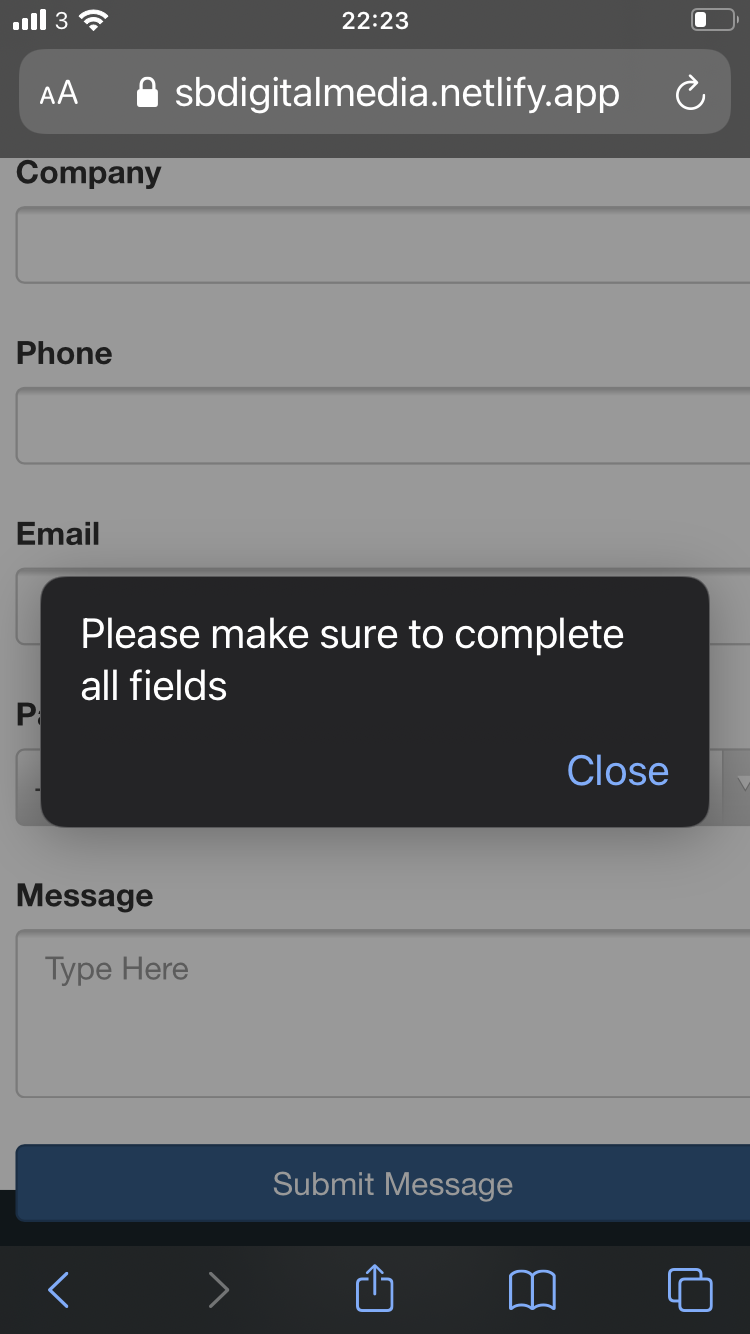 3 22:23
AA sbdigitalmedia.netlify.app
Company
Phone
Email
Please make sure to complete
all fields
Close
Message
Type Here
Submit Message